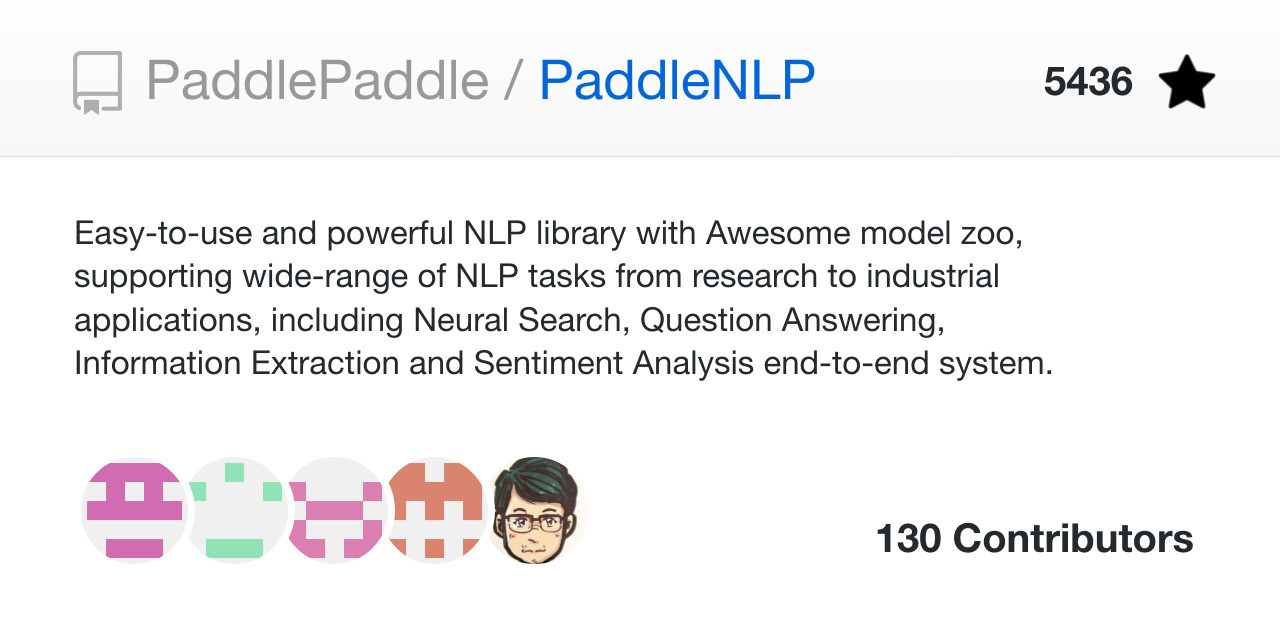 PaddlePaddle / PaddleNLP
5436
Easy-to-use and powerful NLP library with Awesome model zoo,
supporting wide-range of NLP tasks from research to industrial
applications, including Neural Search, Question Answering,
Information Extraction and Sentiment Analysis end-to-end system.
130 Contributors